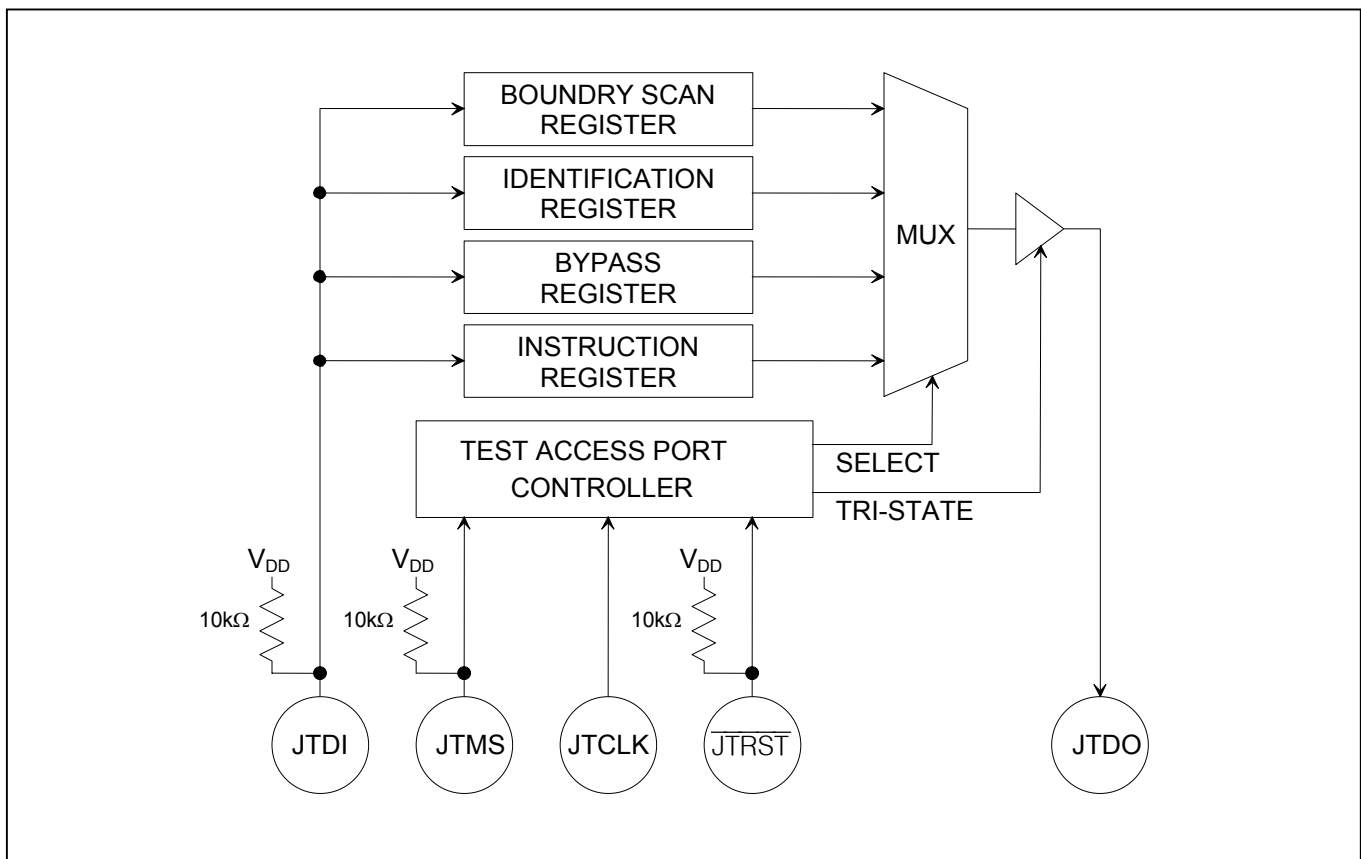 BOUNDRY SCAN
REGISTER
IDENTIFICATION
REGISTER
BYPASS
REGISTER
INSTRUCTION
REGISTER
MUX
TEST ACCESS PORT
CONTROLLER
SELECT
TRI-STATE
VDD
10kΩ
VDD
10kΩ
VDD
10kΩ
JTDI
JTMS
JTCLK
JTRST
JTDO